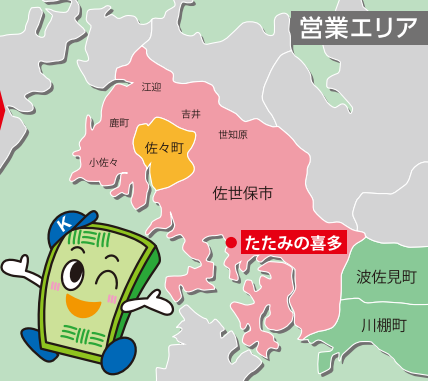 営業エリア
江迎
吉井
鹿町
世知原
佐々町
小佐々
佐世保市
たたみの喜多
波佐見町
川棚町
K